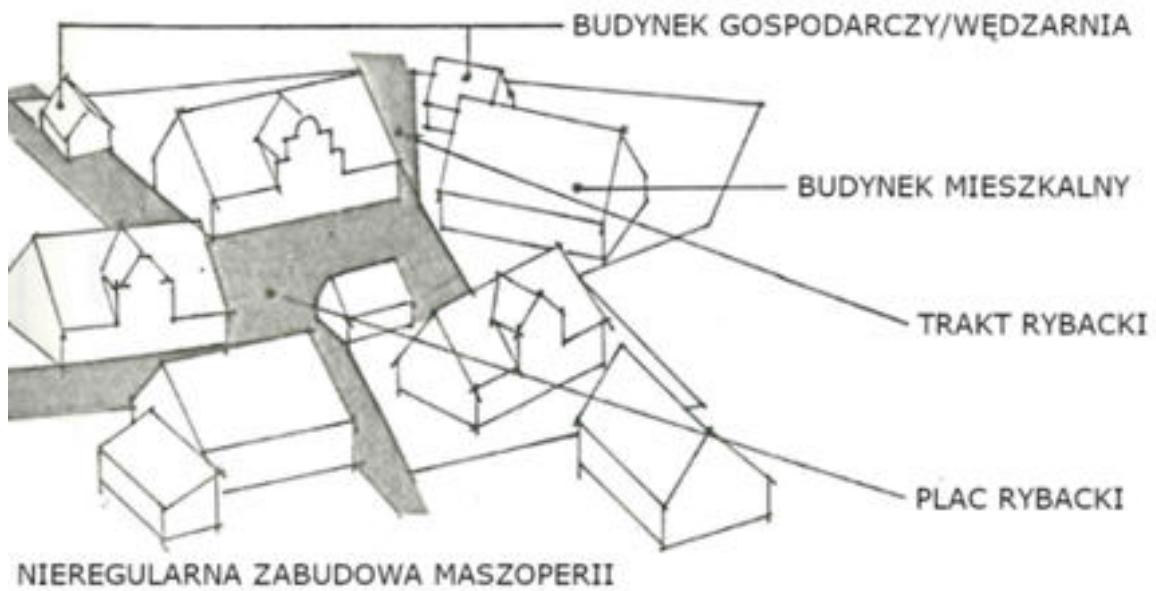 BUDYNEK GOSPODARCZY/WĘDZARNIA
BUDYNEK MIESZKALNY
TRAKT RYBACKI
PLAC RYBACKI
NIEREGULARNA ZABUDOWA MASZOPERII